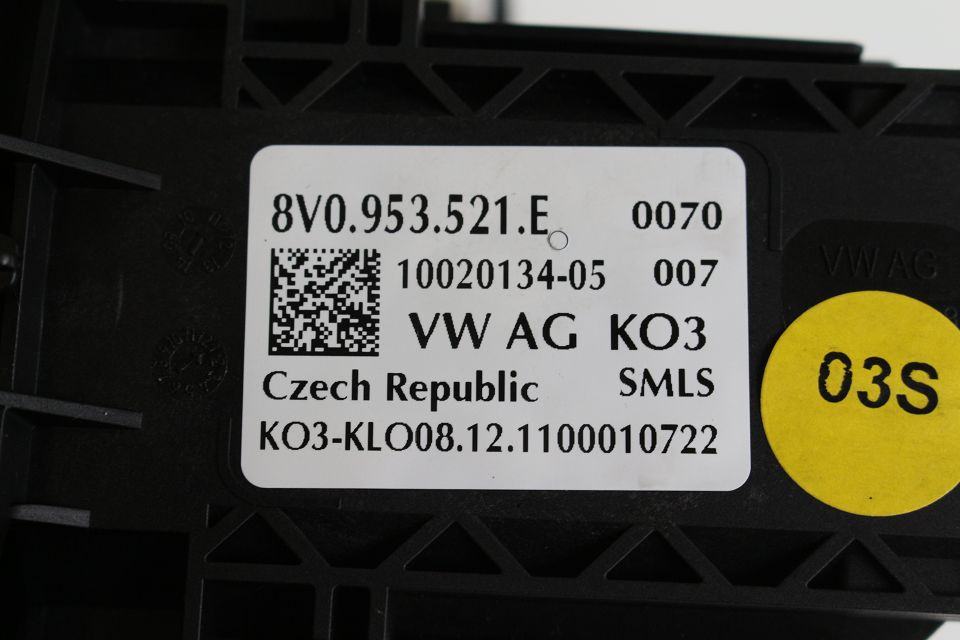 8V0.953.521.E 0070
10020134-05 007
VW AG KO3
Czech Republic SMLS
KO3-KLO08.12.1100010722
VW AG
03S